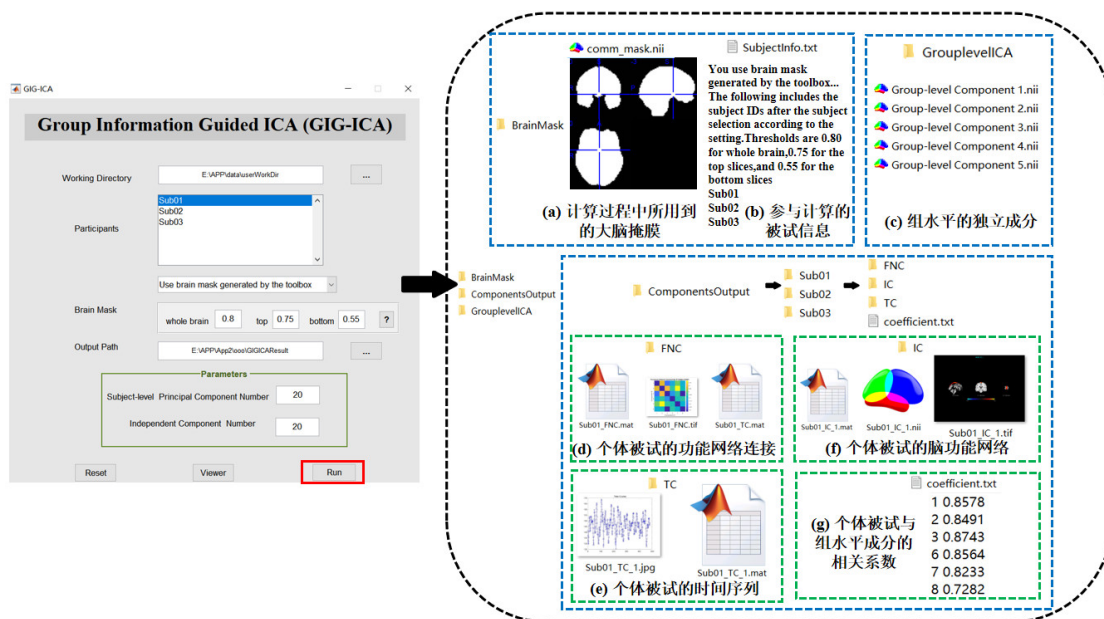 GIG-ICA
Group Information Guided ICA (GIG-ICA)
Working Directory
E:\APP\data\userWorkDir
...
Participants
Sub01
Sub02
Sub03
Use brain mask generated by the toolbox
Brain Mask
whole brain 0.8 top 0.75 bottom 0.55 ?
Output Path
E:\APP\App2\oos\GIGICAResult
...
Parameters
Subject-level Principal Component Number 20
Independent Component Number 20
Reset
Viewer
Run
BrainMask
ComponentsOutput
GrouplevelICA
BrainMask
comm_mask.nii
(a) 计算过程中所用到
的大脑掩膜
SubjectInfo.txt
You use brain mask
generated by the toolbox...
The following includes the
subject IDs after the subject
selection according to the
setting.Thresholds are 0.80
for whole brain,0.75 for the
top slices,and 0.55 for the
bottom slices
Sub01
Sub02
Sub03
(b) 参与计算的
被试信息
GrouplevelICA
Group-level Component 1.nii
Group-level Component 2.nii
Group-level Component 3.nii
Group-level Component 4.nii
Group-level Component 5.nii
(c) 组水平的独立成分
ComponentsOutput
Sub01
Sub02
Sub03
FNC
IC
TC
coefficient.txt
FNC
Sub01_FNC.mat
Sub01_FNC.tif
Sub01_TC.mat
(d) 个体被试的功能网络连接
IC
Sub01_IC_1.mat
Sub01_IC_1.nii
Sub01_IC_1.tif
(f) 个体被试的脑功能网络
TC
Sub01_TC_1.jpg
Sub01_TC_1.mat
(e) 个体被试的时间序列
coefficient.txt
(g) 个体被试与
组水平成分的
相关系数
1 0.8578
2 0.8491
3 0.8743
6 0.8564
7 0.8233
8 0.7282